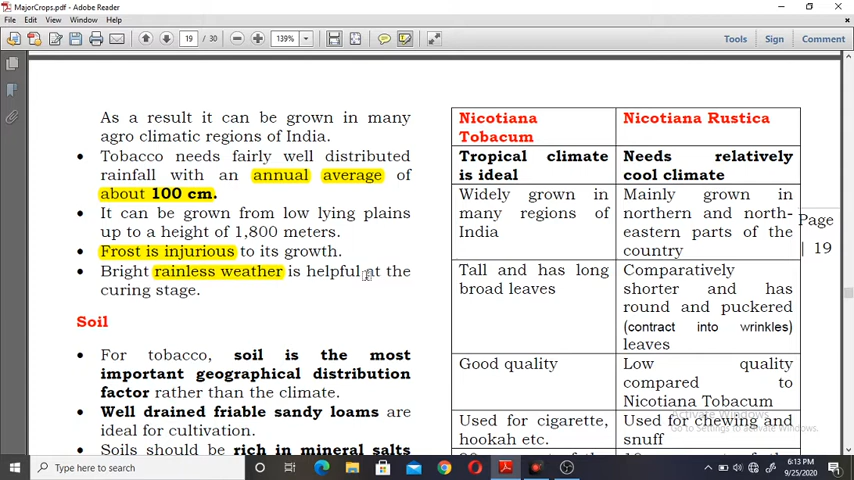 MajorCrops.pdf - Adobe Reader
File Edit View Window Help
19 / 30
139%
Tools Sign Comment
As a result it can be grown in many
agro climatic regions of India.
• Tobacco needs fairly well distributed
rainfall with an annual average of
about 100 cm.
• It can be grown from low lying plains
up to a height of 1,800 meters.
• Frost is injurious to its growth.
• Bright rainless weather is helpful at the
curing stage.
Soil
• For tobacco, soil is the most
important geographical distribution
factor rather than the climate.
• Well drained friable sandy loams are
ideal for cultivation.
• Soils should be rich in mineral salts
Nicotiana
Tobacum
Nicotiana Rustica
Tropical climate
is ideal
Needs relatively
cool climate
Widely grown in
many regions of
India
Mainly grown in
northern and north-
eastern parts of the
country
Tall and has long
broad leaves
Comparatively
shorter and has
round and puckered
(contract into wrinkles)
leaves
Good quality
Low quality
compared to
Nicotiana Tobacum
Used for cigarette,
hookah etc.
Used for chewing and
snuff
Page
| 19
Activate Windows
Go to Settings to activate Windows.
Type here to search
6:13 PM
9/25/2020